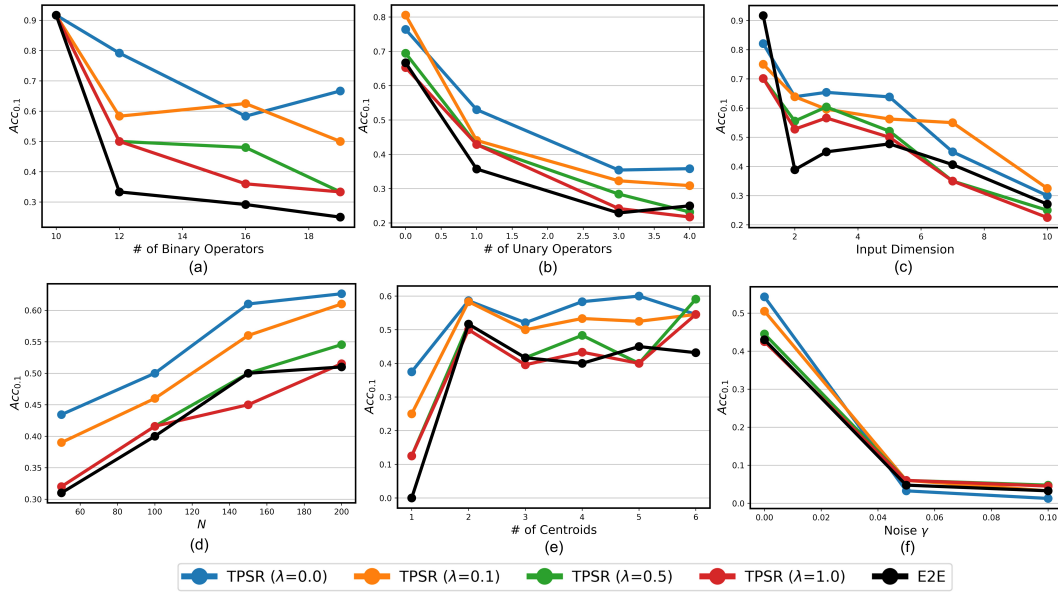 0.9
0.8
0.7
0.6
0.5
0.4
0.3
Acc0.1
10 12 14 16 18
# of Binary Operators
(a)
0.8
0.7
0.6
0.5
0.4
0.3
0.2
Acc0.1
0.0 0.5 1.0 1.5 2.0 2.5 3.0 3.5 4.0
# of Unary Operators
(b)
0.9
0.8
0.7
0.6
0.5
0.4
0.3
0.2
Acc0.1
2 4 6 8 10
Input Dimension
(c)
0.60
0.55
0.50
0.45
0.40
0.35
0.30
Acc0.1
60 80 100 120 140 160 180 200
N
(d)
0.6
0.5
0.4
0.3
0.2
0.1
0.0
Acc0.1
1 2 3 4 5 6
# of Centroids
(e)
0.5
0.4
0.3
0.2
0.1
0.0
Acc0.1
0.00 0.02 0.04 0.06 0.08 0.10
Noise γ
(f)
TPSR (λ=0.0) TPSR (λ=0.1) TPSR (λ=0.5) TPSR (λ=1.0) E2E